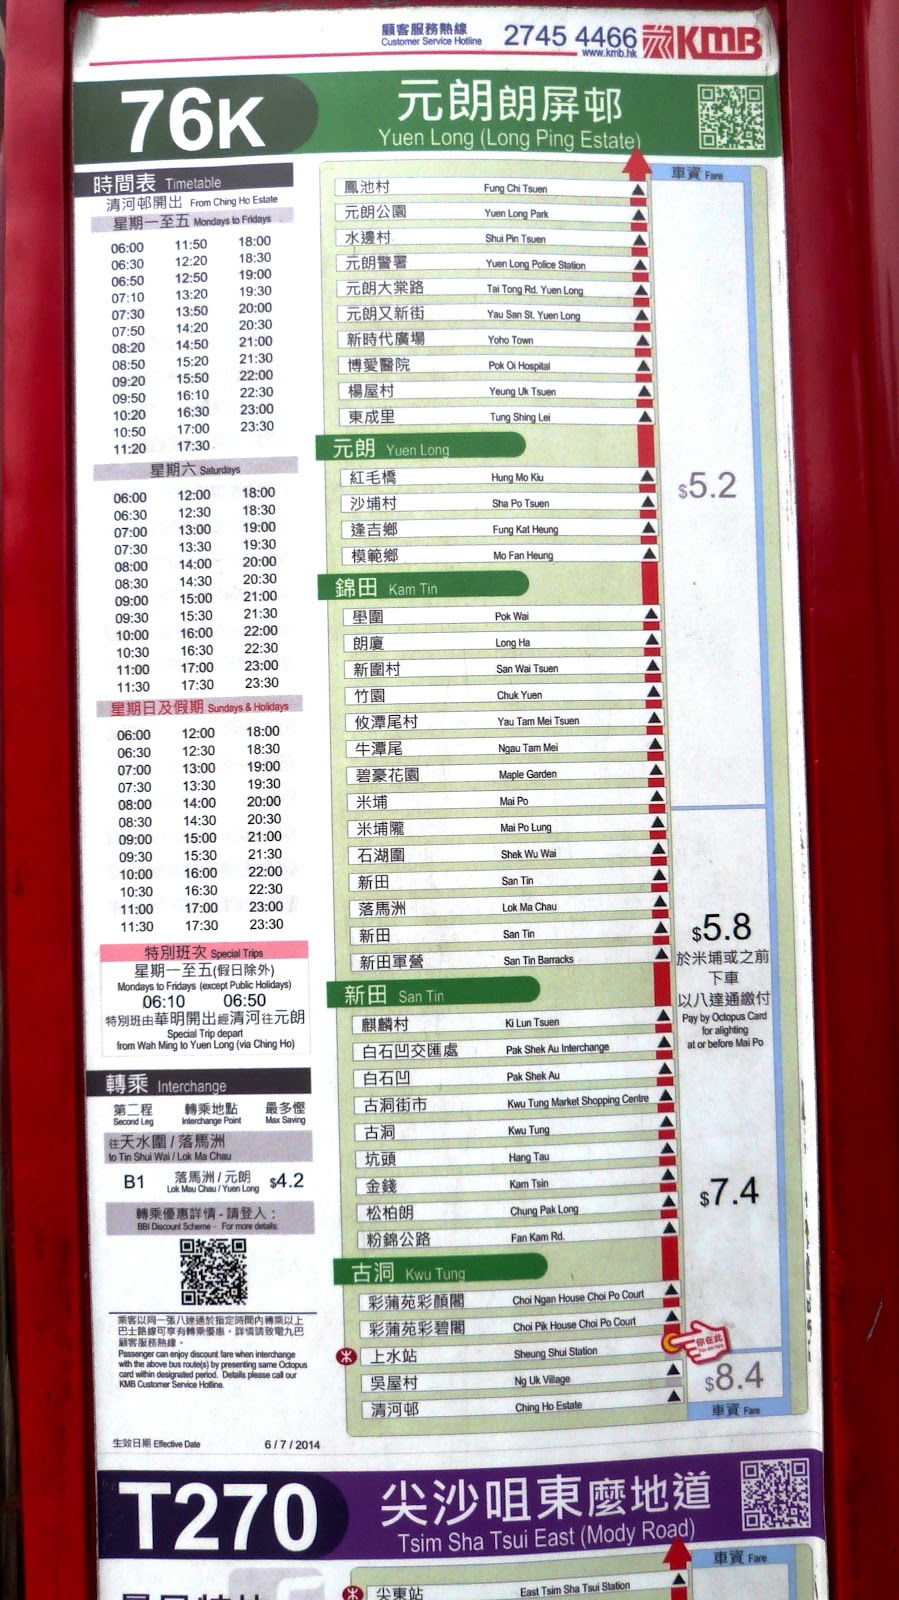 顧客服務熱線
Customer Service Hotline
2745 4466
www.kmb.hk
KMB
76K
元朗朗屏邨
Yuen Long (Long Ping Estate)
時間表 Timetable
清河邨開出 From Ching Ho Estate
星期一至五 Mondays to Fridays
06:00 11:50 18:00
06:30 12:20 18:30
06:50 12:50 19:00
07:10 13:20 19:30
07:30 13:50 20:00
07:50 14:20 20:30
08:20 14:50 21:00
08:50 15:20 21:30
09:20 15:50 22:00
09:50 16:10 22:30
10:20 16:30 23:00
10:50 17:00 23:30
11:20 17:30
星期六 Saturdays
06:00 12:00 18:00
06:30 12:30 18:30
07:00 13:00 19:00
07:30 13:30 19:30
08:00 14:00 20:00
08:30 14:30 20:30
09:00 15:00 21:00
09:30 15:30 21:30
10:00 16:00 22:00
10:30 16:30 22:30
11:00 17:00 23:00
11:30 17:30 23:30
星期日及假期 Sundays & Holidays
06:00 12:00 18:00
06:30 12:30 18:30
07:00 13:00 19:00
07:30 13:30 19:30
08:00 14:00 20:00
08:30 14:30 20:30
09:00 15:00 21:00
09:30 15:30 21:30
10:00 16:00 22:00
10:30 16:30 22:30
11:00 17:00 23:00
11:30 17:30 23:30
特別班次 Special Trips
星期一至五(假日除外)
Mondays to Fridays (except Public Holidays)
06:10 06:50
特別班由華明開出經清河往元朗
Special Trip depart
from Wah Ming to Yuen Long (via Ching Ho)
轉乘 Interchange
第二程 轉乘地點 最多慳
Second Leg Interchange Point Max Saving
往天水圍 / 落馬洲
to Tin Shui Wai / Lok Ma Chau
B1 落馬洲 / 元朗 $4.2
Lok Mau Chau / Yuen Long
轉乘優惠詳情 - 請登入：
BBI Discount Scheme - For more details:
乘客以同一張八達通於指定時間內轉乘以上
巴士路線可享有轉乘優惠。詳情請致電九巴
顧客服務熱線。
Passenger can enjoy discount fare when interchange
with the above bus route(s) by presenting same Octopus
card within designated period. Details please call our
KMB Customer Service Hotline.
生效日期 Effective Date 6 / 7 / 2014
車資 Fare
鳳池村 Fung Chi Tsuen
元朗公園 Yuen Long Park
水邊村 Shui Pin Tsuen
元朗警署 Yuen Long Police Station
元朗大棠路 Tai Tong Rd. Yuen Long
元朗又新街 Yau San St. Yuen Long
新時代廣場 Yoho Town
博愛醫院 Pok Oi Hospital
楊屋村 Yeung Uk Tsuen
東成里 Tung Shing Lei
元朗 Yuen Long
紅毛橋 Hung Mo Kiu
沙埔村 Sha Po Tsuen
逢吉鄉 Fung Kat Heung
模範鄉 Mo Fan Heung
錦田 Kam Tin
壆圍 Pok Wai
朗廈 Long Ha
新圍村 San Wai Tsuen
竹園 Chuk Yuen
攸潭尾村 Yau Tam Mei Tsuen
牛潭尾 Ngau Tam Mei
碧豪花園 Maple Garden
米埔 Mai Po
米埔隴 Mai Po Lung
石湖圍 Shek Wu Wai
新田 San Tin
落馬洲 Lok Ma Chau
新田 San Tin
新田軍營 San Tin Barracks
新田 San Tin
麒麟村 Ki Lun Tsuen
白石凹交匯處 Pak Shek Au Interchange
白石凹 Pak Shek Au
古洞街市 Kwu Tung Market Shopping Centre
古洞 Kwu Tung
坑頭 Hang Tau
金錢 Kam Tsin
松柏朗 Chung Pak Long
粉錦公路 Fan Kam Rd.
古洞 Kwu Tung
彩蒲苑彩顏閣 Choi Ngan House Choi Po Court
彩蒲苑彩碧閣 Choi Pik House Choi Po Court
上水站 Sheung Shui Station
吳屋村 Ng Uk Village
清河邨 Ching Ho Estate
$5.2
$5.8
於米埔或之前
下車
以八達通繳付
Pay by Octopus Card
for alighting
at or before Mai Po
$7.4
你在此
You are here
$8.4
車資 Fare
T270
尖沙咀東麼地道
Tsim Sha Tsui East (Mody Road)
車資 Fare
尖東站 East Tsim Sha Tsui Station